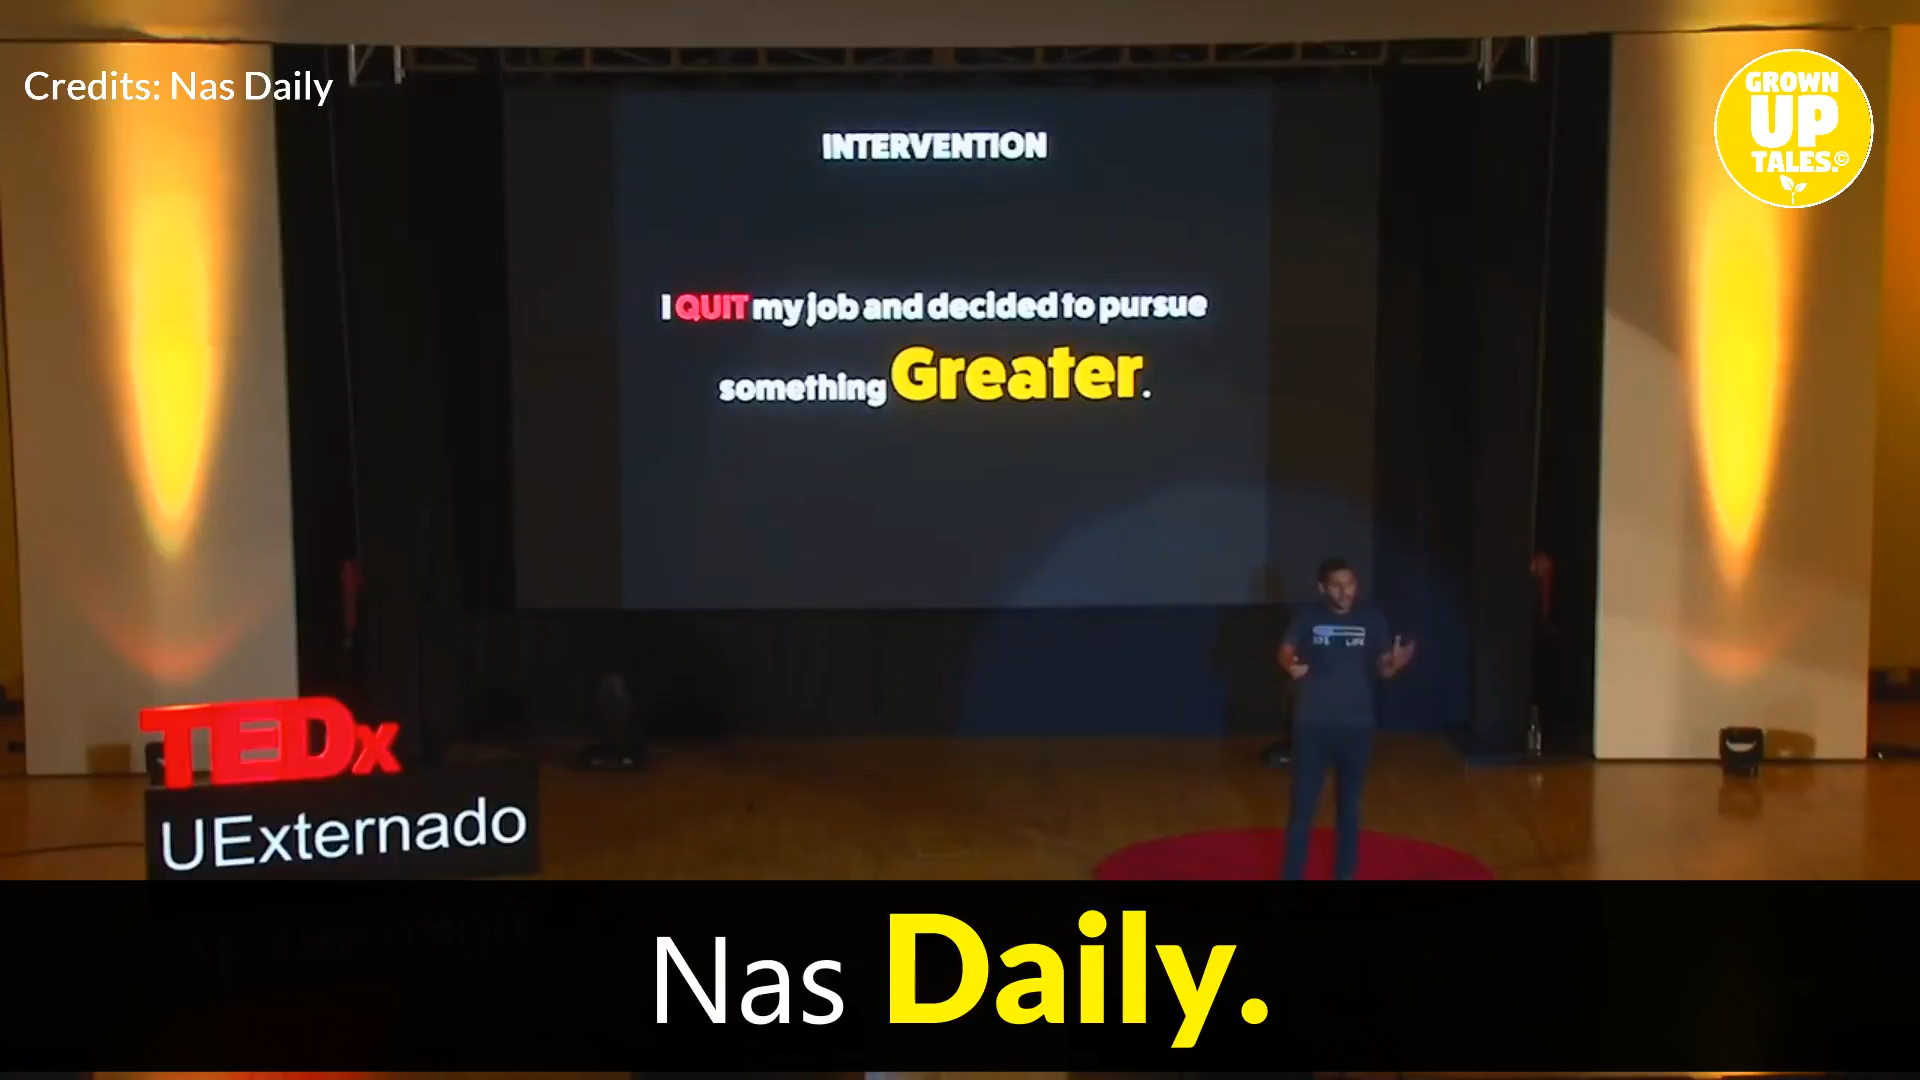 Credits: Nas Daily
GROWN
UP
TALES.©
INTERVENTION
I QUIT my job and decided to pursue
something Greater.
LIFE
TEDx
UExternado
Nas Daily.